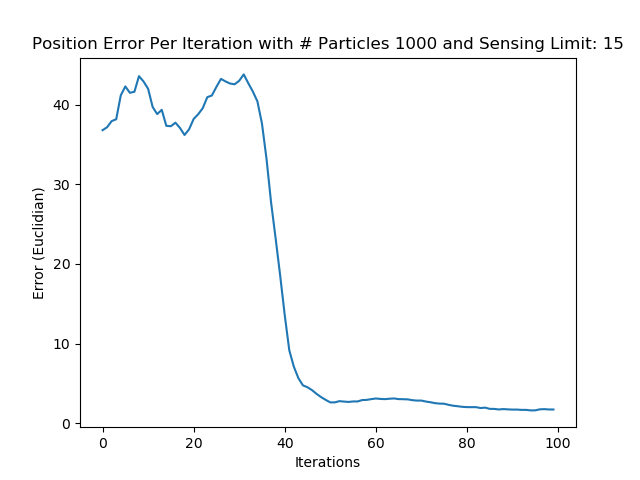 Position Error Per Iteration with # Particles 1000 and Sensing Limit: 15
Error (Euclidian)
40
30
20
10
0
0 20 40 60 80 100
Iterations